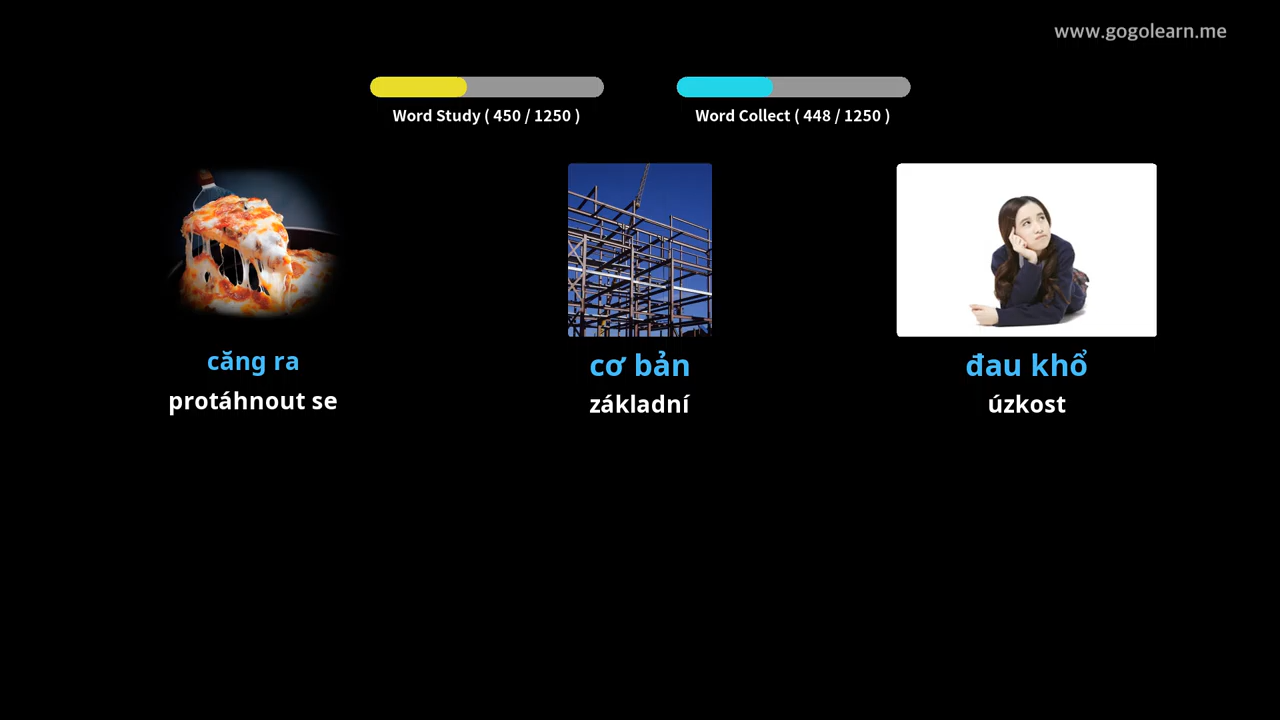 www.gogolearn.me
Word Study ( 450 / 1250 )
Word Collect ( 448 / 1250 )
căng ra
protáhnout se
cơ bản
základní
đau khổ
úzkost